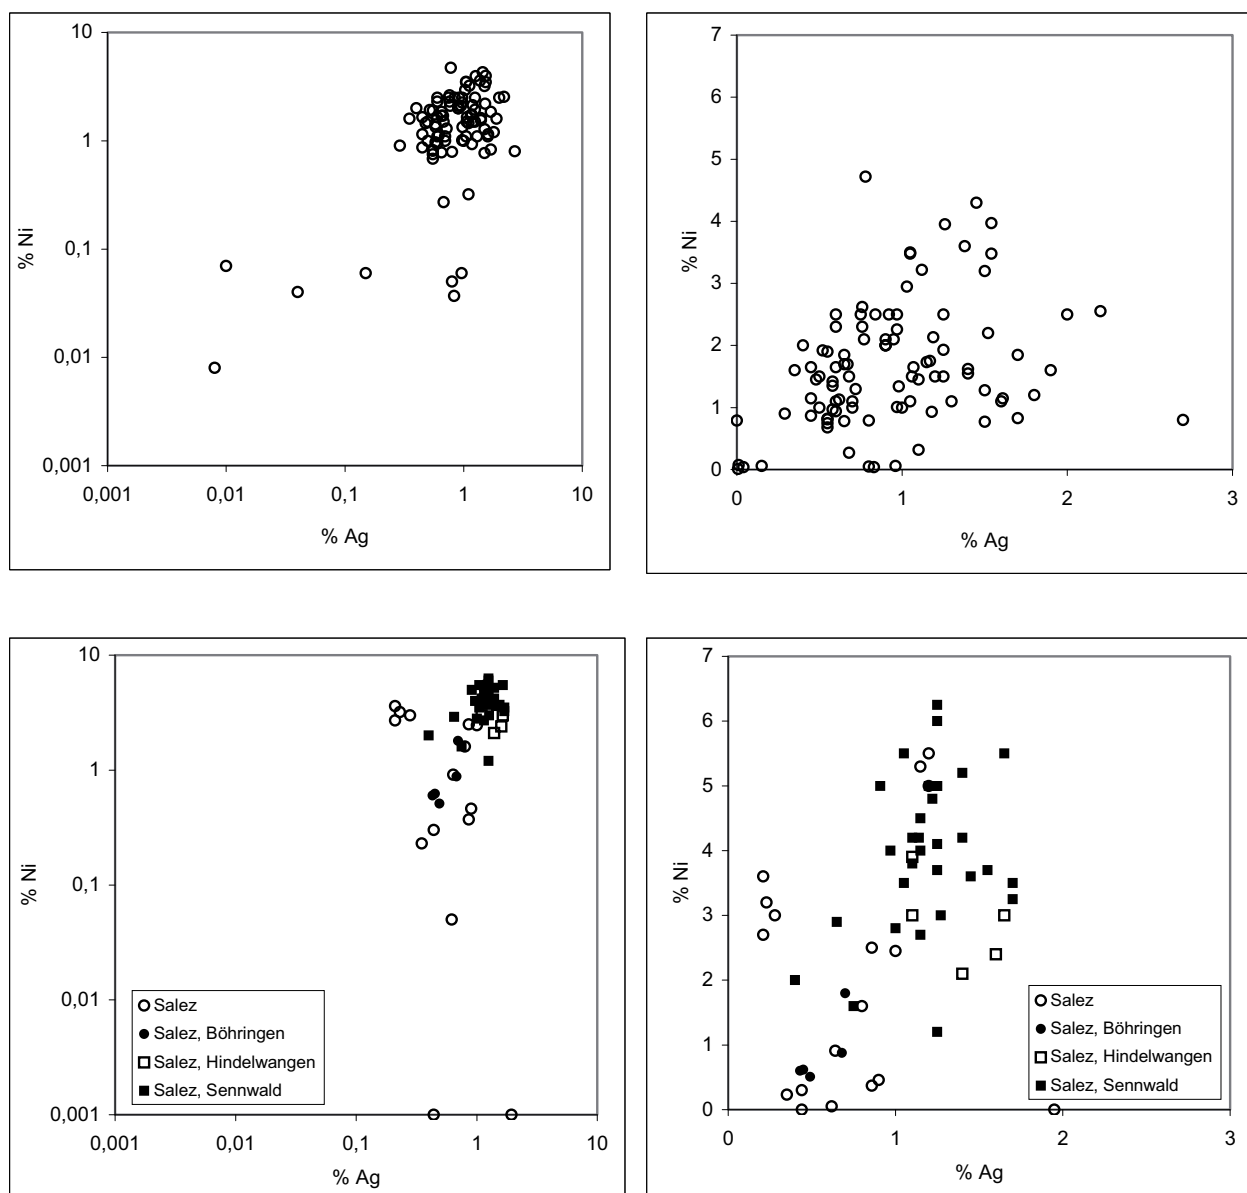 10
1
0,1
0,01
0,001
% Ni
0,001 0,01 0,1 1 10
% Ag
7
6
5
4
3
2
1
0
% Ni
0 1 2 3
% Ag
10
1
0,1
0,01
0,001
% Ni
Salez
Salez, Böhringen
Salez, Hindelwangen
Salez, Sennwald
0,001 0,01 0,1 1 10
% Ag
7
6
5
4
3
2
1
0
% Ni
Salez
Salez, Böhringen
Salez, Hindelwangen
Salez, Sennwald
0 1 2 3
% Ag